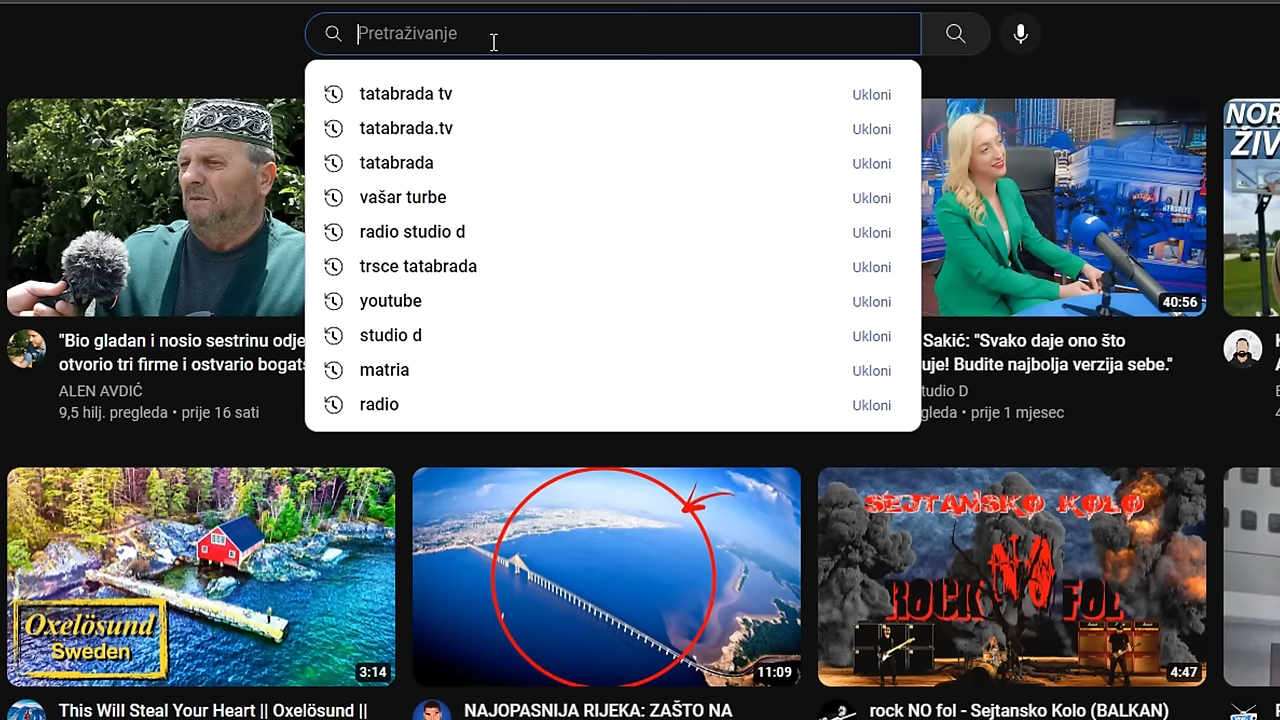 Pretraživanje
tatabrada tv
Ukloni
tatabrada.tv
Ukloni
tatabrada
Ukloni
vašar turbe
Ukloni
radio studio d
Ukloni
trsce tatabrada
Ukloni
youtube
Ukloni
studio d
Ukloni
matria
Ukloni
radio
Ukloni
NOR
ŽIV
40:56
"Bio gladan i nosio sestrinu odje
otvorio tri firme i ostvario bogats
ALEN AVDIĆ
9,5 hilj. pregleda • prije 16 sati
Sakić: "Svako daje ono što
uje! Budite najbolja verzija sebe."
tudio D
gleda • prije 1 mjesec
Oxelösund
Sweden
3:14
11:09
SEJTANSKO KOLO
ROCK NO FOL
4:47
This Will Steal Your Heart || Oxelösund ||
NAJOPASNIJA RIJEKA: ZAŠTO NA
rock NO fol - Sejtansko Kolo (BALKAN)